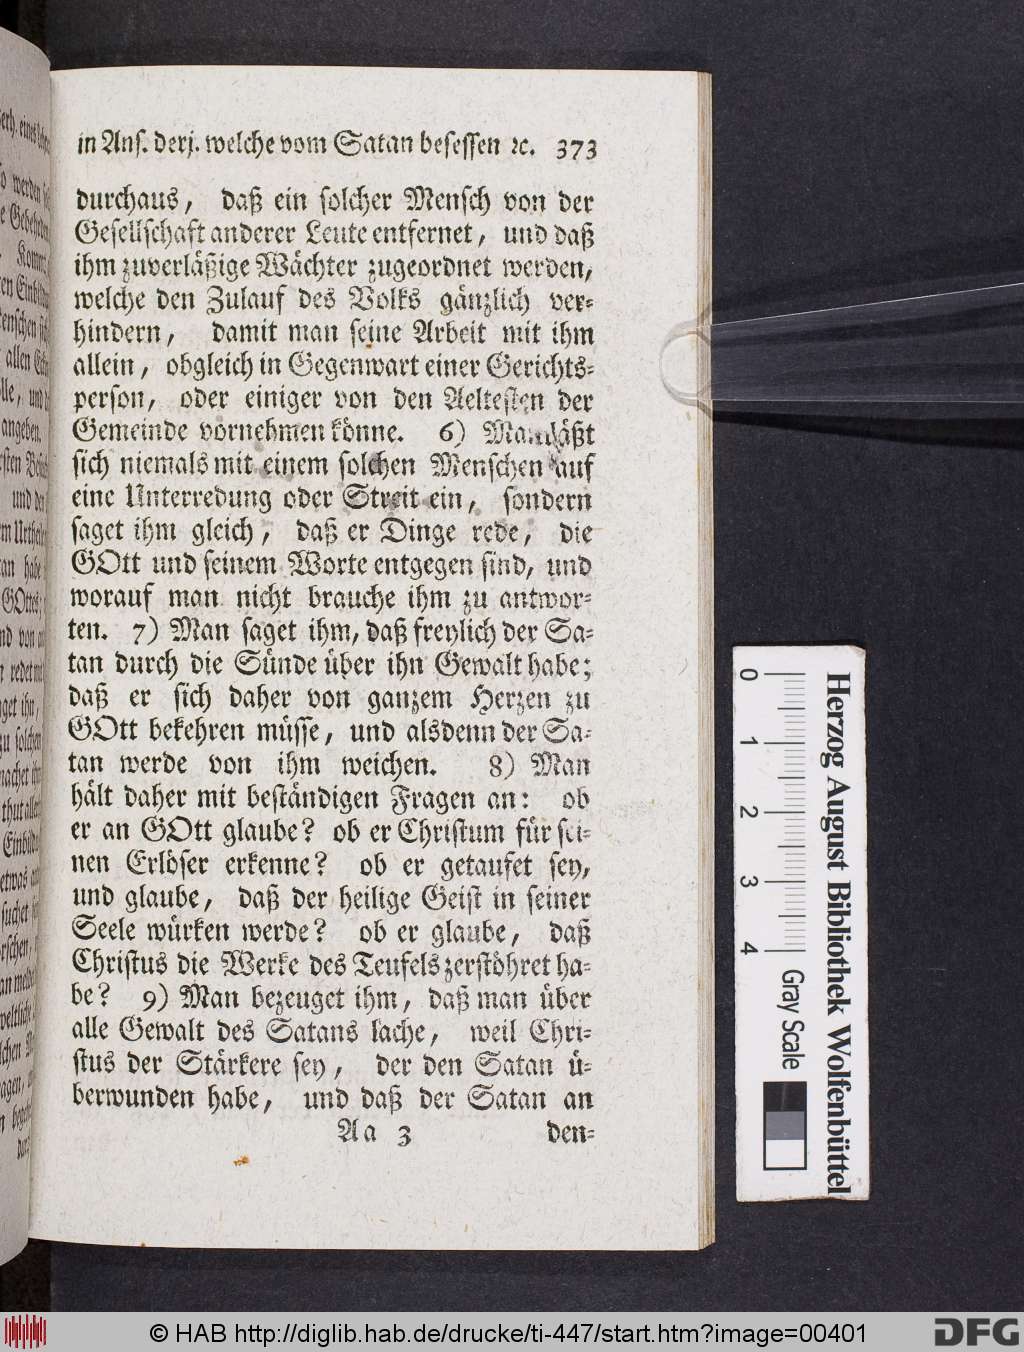 in Ans. derj. welche vom Satan besessen ꝛc. 373
durchaus, daß ein solcher Mensch von der
Gesellschaft anderer Leute entfernet, und daß
ihm zuverläßige Wächter zugeordnet werden,
welche den Zulauf des Volks gänzlich ver-
hindern, damit man seine Arbeit mit ihm
allein, obgleich in Gegenwart einer Gerichts-
person, oder einiger von den Aeltesten der
Gemeinde vornehmen könne. 6) Man läßt
sich niemals mit einem solchen Menschen auf
eine Unterredung oder Streit ein, sondern
saget ihm gleich, daß er Dinge rede, die
GOtt und seinem Worte entgegen sind, und
worauf man nicht brauche ihm zu antwor-
ten. 7) Man saget ihm, daß freylich der Sa-
tan durch die Sünde über ihn Gewalt habe;
daß er sich daher von ganzem Herzen zu
GOtt bekehren müsse, und alsdenn der Sa-
tan werde von ihm weichen. 8) Man
hält daher mit beständigen Fragen an: ob
er an GOtt glaube? ob er Christum für sei-
nen Erlöser erkenne? ob er getaufet sey,
und glaube, daß der heilige Geist in seiner
Seele würken werde? ob er glaube, daß
Christus die Werke des Teufels zerstöhret ha-
be? 9) Man bezeuget ihm, daß man über
alle Gewalt des Satans lache, weil Chri-
stus der Stärkere sey, der den Satan ü-
berwunden habe, und daß der Satan an
Aa 3 den-
0 1 2 3 4
Gray Scale
Herzog August Bibliothek Wolfenbüttel
© HAB http://diglib.hab.de/drucke/ti-447/start.htm?image=00401
DFG